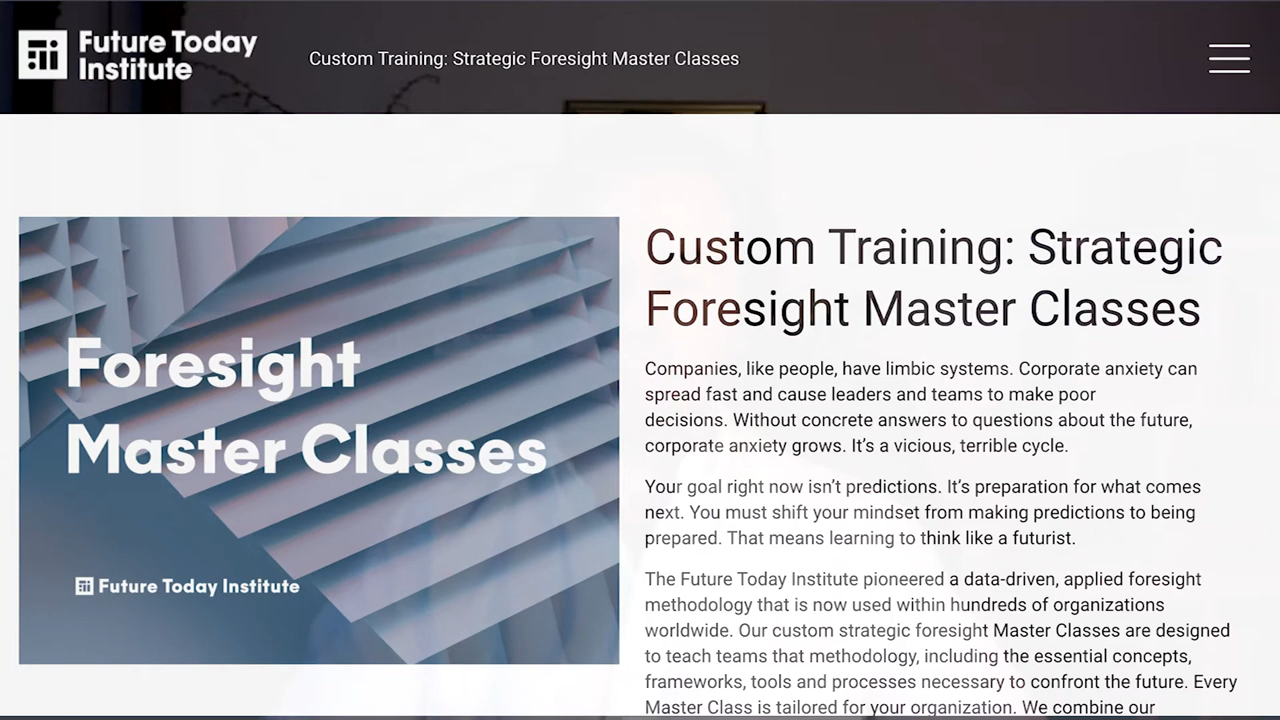 Future Today
Institute
Custom Training: Strategic Foresight Master Classes
Foresight
Master Classes
Future Today Institute
Custom Training: Strategic
Foresight Master Classes
Companies, like people, have limbic systems. Corporate anxiety can
spread fast and cause leaders and teams to make poor
decisions. Without concrete answers to questions about the future,
corporate anxiety grows. It’s a vicious, terrible cycle.
Your goal right now isn’t predictions. It’s preparation for what comes
next. You must shift your mindset from making predictions to being
prepared. That means learning to think like a futurist.
The Future Today Institute pioneered a data-driven, applied foresight
methodology that is now used within hundreds of organizations
worldwide. Our custom strategic foresight Master Classes are designed
to teach teams that methodology, including the essential concepts,
frameworks, tools and processes necessary to confront the future. Every
Master Class is tailored for your organization. We combine our